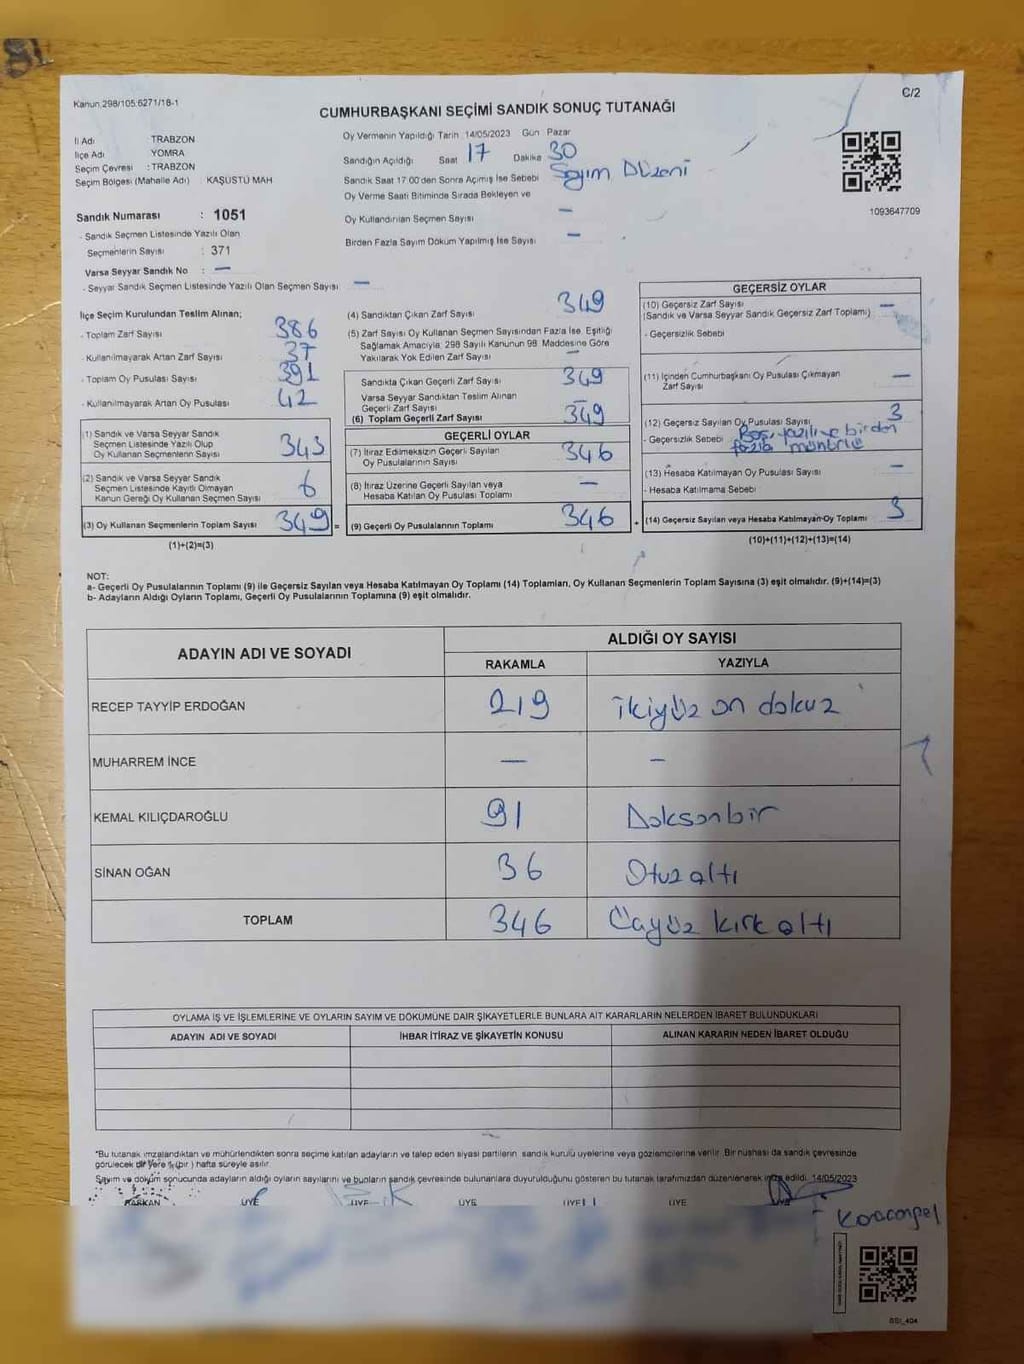 Kanun.298/105.6271/18-1
C/2
CUMHURBAŞKANI SEÇİMİ SANDIK SONUÇ TUTANAĞI
İl Adı TRABZON
İlçe Adı YOMRA
Seçim Çevresi : TRABZON
Seçim Bölgesi (Mahalle Adı) KAŞÜSTÜ MAH
Sandık Numarası : 1051
- Sandık Seçmen Listesinde Yazılı Olan
Seçmenlerin Sayısı : 371
Varsa Seyyar Sandık No : —
- Seyyar Sandık Seçmen Listesinde Yazılı Olan Seçmen Sayısı —
Oy Vermenin Yapıldığı Tarih 14/05/2023 Gün Pazar
Sandığın Açıldığı Saat 17 Dakika 30
Sandık Saat 17:00'den Sonra Açılmış İse Sebebi Sayım Düzeni
Oy Verme Saati Bitiminde Sırada Bekleyen ve
Oy Kullandırılan Seçmen Sayısı —
Birden Fazla Sayım Döküm Yapılmış İse Sayısı —
1093647709
İlçe Seçim Kurulundan Teslim Alınan;
- Toplam Zarf Sayısı 386
- Kullanılmayarak Artan Zarf Sayısı 37
- Toplam Oy Pusulası Sayısı 391
- Kullanılmayarak Artan Oy Pusulası 42
(1) Sandık ve Varsa Seyyar Sandık
Seçmen Listesinde Yazılı Olup
Oy Kullanan Seçmenlerin Sayısı 343
(2) Sandık ve Varsa Seyyar Sandık
Seçmen Listesinde Kayıtlı Olmayan
Kanun Gereği Oy Kullanan Seçmen Sayısı 6
(3) Oy Kullanan Seçmenlerin Toplam Sayısı 349 =
(1)+(2)=(3)
(4) Sandıktan Çıkan Zarf Sayısı 349
(5) Zarf Sayısı Oy Kullanan Seçmen Sayısından Fazla İse, Eşitliği
Sağlamak Amacıyla; 298 Sayılı Kanunun 98. Maddesine Göre
Yakılarak Yok Edilen Zarf Sayısı —
Sandıkta Çıkan Geçerli Zarf Sayısı 349
Varsa Seyyar Sandıktan Teslim Alınan
Geçerli Zarf Sayısı —
(6) Toplam Geçerli Zarf Sayısı 349
GEÇERLİ OYLAR
(7) İtiraz Edilmeksizin Geçerli Sayılan
Oy Pusulalarının Sayısı 346
(8) İtiraz Üzerine Geçerli Sayılan veya
Hesaba Katılan Oy Pusulası Toplamı —
(9) Geçerli Oy Pusulalarının Toplamı 346 +
GEÇERSİZ OYLAR
(10) Geçersiz Zarf Sayısı —
(Sandık ve Varsa Seyyar Sandık Geçersiz Zarf Toplamı)
- Geçersizlik Sebebi
(11) İçinden Cumhurbaşkanı Oy Pusulası Çıkmayan
Zarf Sayısı —
(12) Geçersiz Sayılan Oy Pusulası Sayısı 3
- Geçersizlik Sebebi Boş, yazılı ve birden
fazla mühürlü
(13) Hesaba Katılmayan Oy Pusulası Sayısı —
- Hesaba Katılmama Sebebi
(14) Geçersiz Sayılan veya Hesaba Katılmayan Oy Toplamı 3
(10)+(11)+(12)+(13)=(14)
NOT:
a- Geçerli Oy Pusulalarının Toplamı (9) ile Geçersiz Sayılan veya Hesaba Katılmayan Oy Toplamı (14) Toplamları, Oy Kullanan Seçmenlerin Toplam Sayısına (3) eşit olmalıdır. (9)+(14)=(3)
b- Adayların Aldığı Oyların Toplamı, Geçerli Oy Pusulalarının Toplamına (9) eşit olmalıdır.
ADAYIN ADI VE SOYADI ALDIĞI OY SAYISI
RAKAMLA YAZIYLA
RECEP TAYYİP ERDOĞAN 219 İkiyüz on dokuz
MUHARREM İNCE — —
KEMAL KILIÇDAROĞLU 91 Doksanbir
SİNAN OĞAN 36 Otuz altı
TOPLAM 346 Üçyüz kırk altı
OYLAMA İŞ VE İŞLEMLERİNE VE OYLARIN SAYIM VE DÖKÜMÜNE DAİR ŞİKAYETLERLE BUNLARA AİT KARARLARIN NELERDEN İBARET BULUNDUKLARI
ADAYIN ADI VE SOYADI İHBAR İTİRAZ VE ŞİKAYETİN KONUSU ALINAN KARARIN NEDEN İBARET OLDUĞU
*Bu tutanak imzalandıktan ve mühürlendikten sonra seçime katılan adayların ve talep eden siyasi partilerin sandık kurulu üyelerine veya gözlemcilerine verilir. Bir nüshası da sandık çevresinde
görülecek bir yere 1 (bir) hafta süreyle asılır.
Sayım ve döküm sonucunda adayların aldığı oyların sayılarını ve bunların sandık çevresinde bulunanlara duyurulduğunu gösteren bu tutanak tarafımızdan düzenlenerek imza edildi. 14/05/2023
BAŞKAN ÜYE ÜYE ÜYE ÜYE ÜYE ÜYE